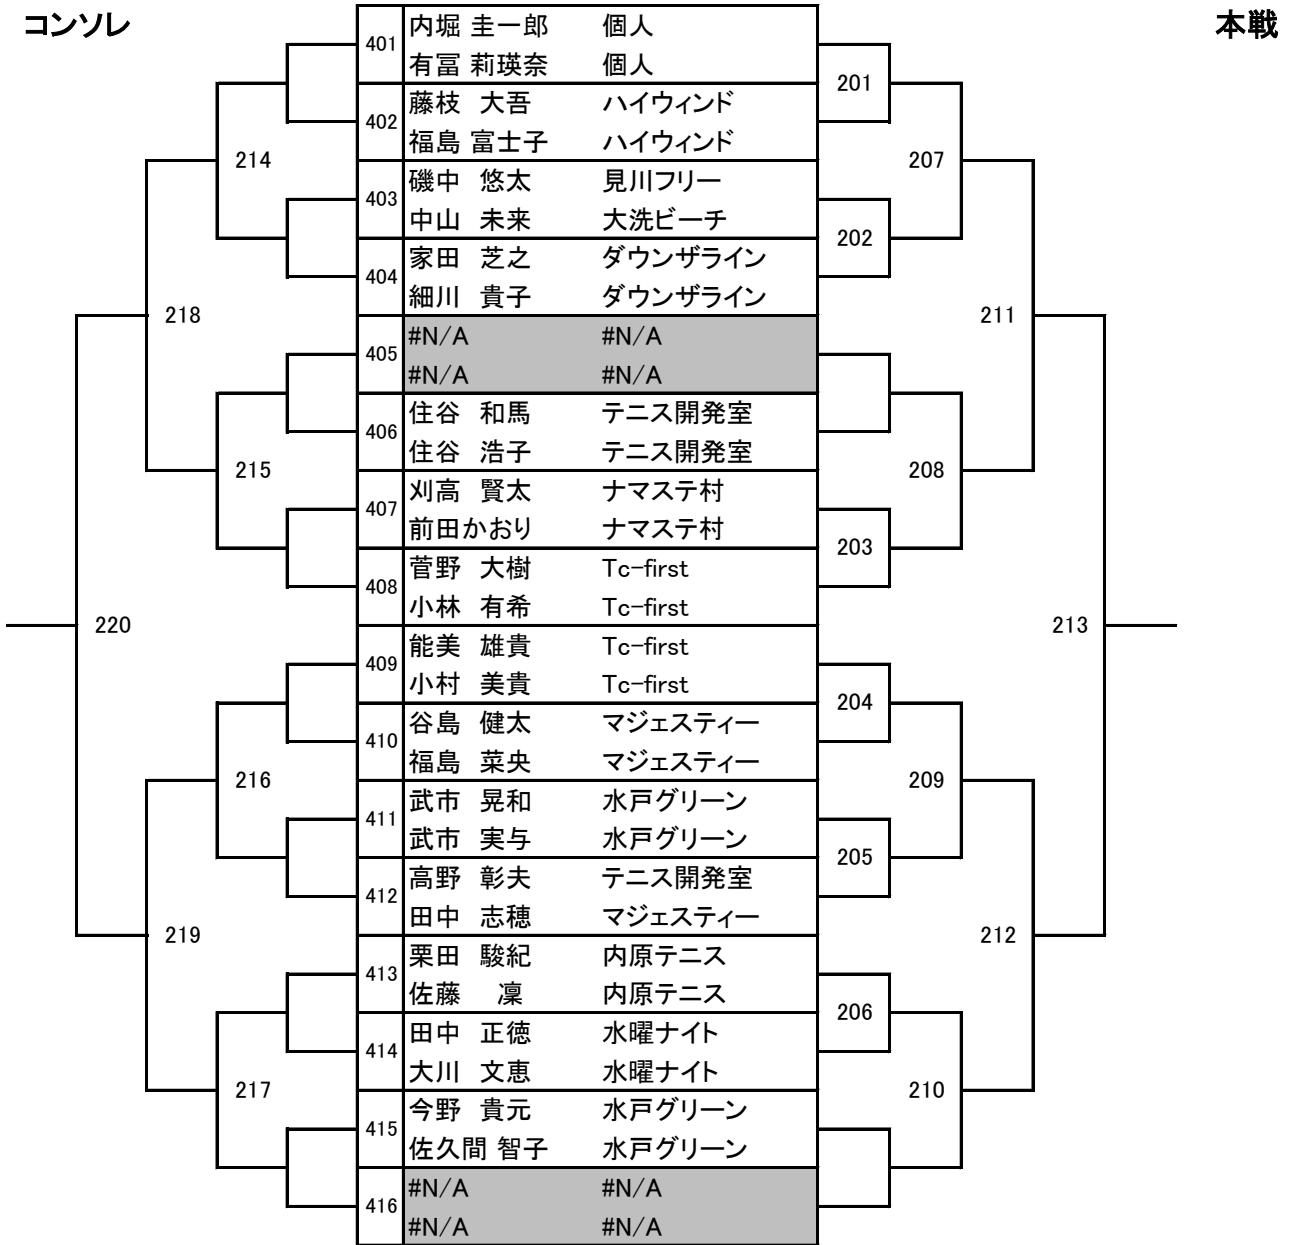 コンソレ
本戦
401 内堀 圭一郎 個人
有冨 莉瑛奈 個人
201
402 藤枝 大吾 ハイウィンド
福島 富士子 ハイウィンド
214
207
403 磯中 悠太 見川フリー
中山 未来 大洗ビーチ
202
404 家田 芝之 ダウンザライン
細川 貴子 ダウンザライン
218
211
405 #N/A #N/A
#N/A #N/A
406 住谷 和馬 テニス開発室
住谷 浩子 テニス開発室
215
208
407 刈高 賢太 ナマステ村
前田かおり ナマステ村
203
408 菅野 大樹 Tc-first
小林 有希 Tc-first
220
213
409 能美 雄貴 Tc-first
小村 美貴 Tc-first
204
410 谷島 健太 マジェスティー
福島 菜央 マジェスティー
216
209
411 武市 晃和 水戸グリーン
武市 実与 水戸グリーン
205
412 高野 彰夫 テニス開発室
田中 志穂 マジェスティー
219
212
413 栗田 駿紀 内原テニス
佐藤 凜 内原テニス
206
414 田中 正徳 水曜ナイト
大川 文恵 水曜ナイト
217
210
415 今野 貴元 水戸グリーン
佐久間 智子 水戸グリーン
416 #N/A #N/A
#N/A #N/A